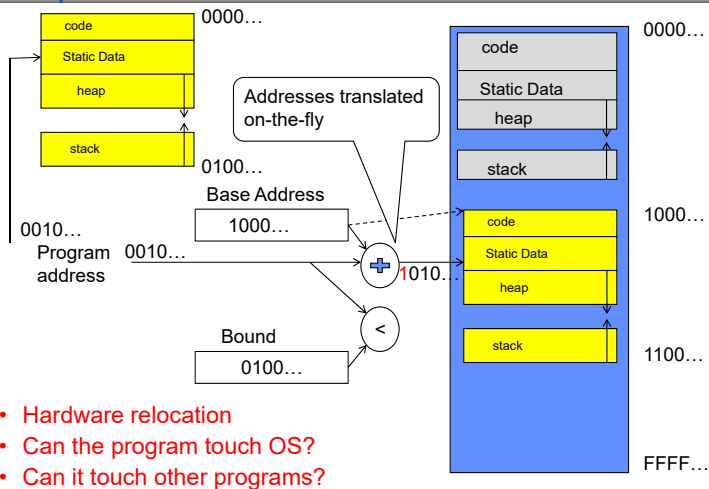 code
0000…
Static Data
heap
stack
0100…
Addresses translated
on-the-fly
Base Address
1000…
0010…
Program
address
0010…
1010…
<
Bound
0100…
0000…
code
Static Data
heap
stack
1000…
code
Static Data
heap
stack
1100…
FFFF…
• Hardware relocation
• Can the program touch OS?
• Can it touch other programs?